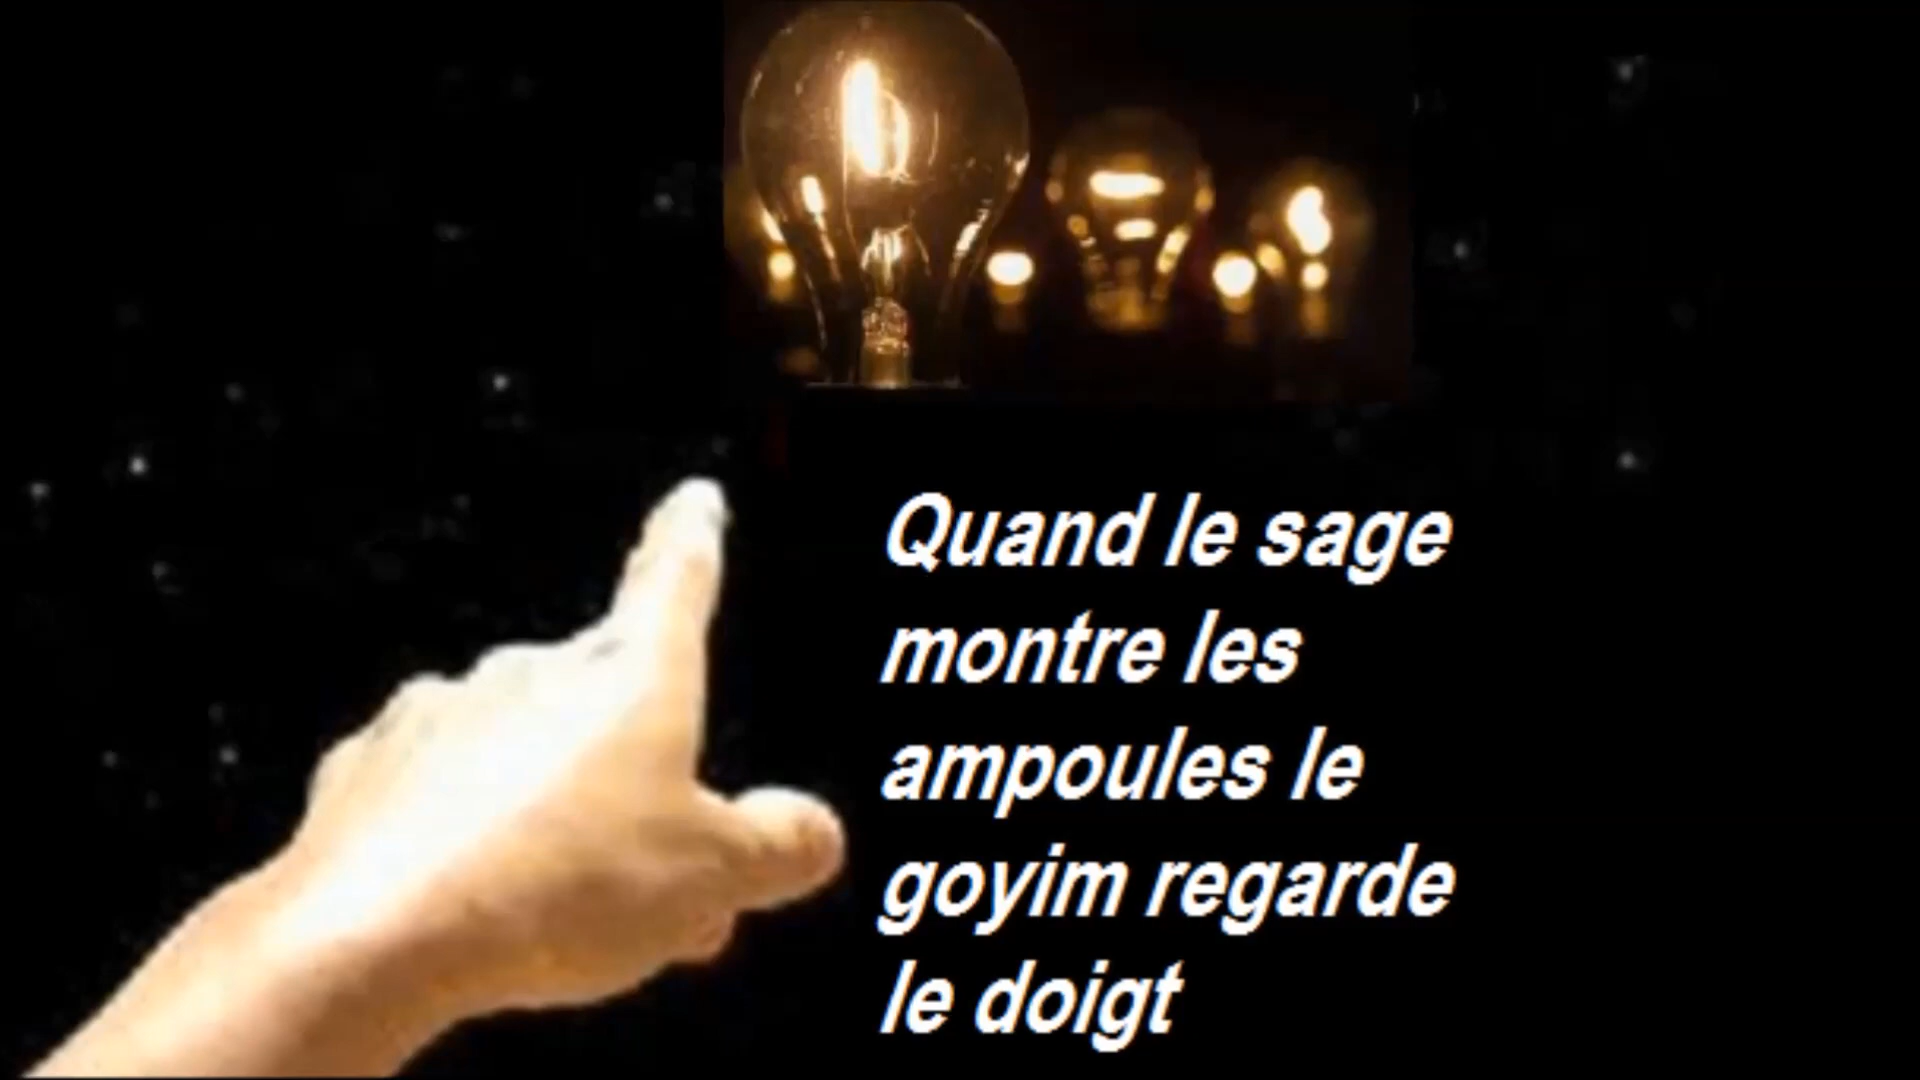 Quand le sage
montre les
ampoules le
goyim regarde
le doigt